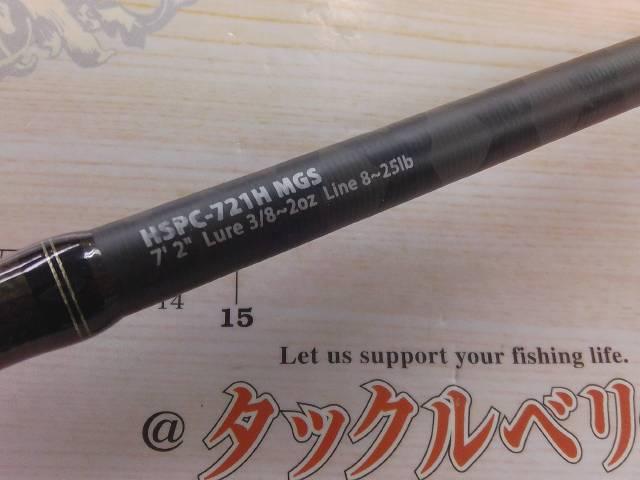 HSPC-721H MGS
7' 2" Lure 3/8~2oz Line 8~25lb
14
15
Let us support your fishing life.
@タックルベリ